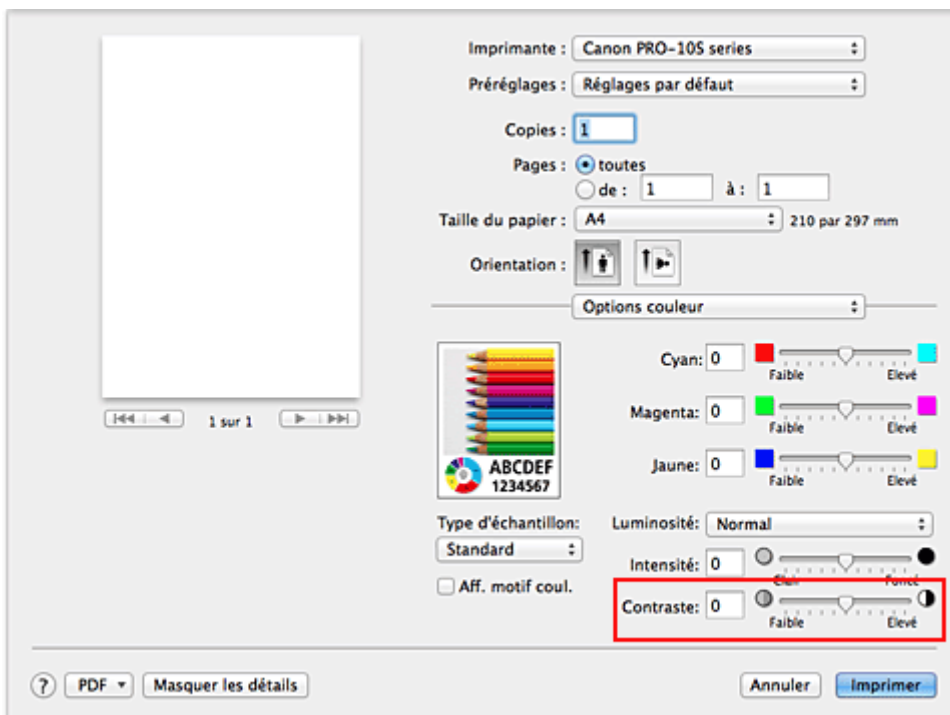 Imprimante : Canon PRO-10S series
Préréglages : Réglages par défaut
Copies : 1
Pages : toutes
de : 1 à : 1
Taille du papier : A4 210 par 297 mm
Orientation :
Options couleur
Cyan: 0
Faible Elevé
Magenta: 0
Faible Elevé
Jaune: 0
Faible Elevé
1 sur 1
ABCDEF
1234567
Type d'échantillon:
Standard
Aff. motif coul.
Luminosité: Normal
Intensité: 0
Clair Foncé
Contraste: 0
Faible Elevé
? PDF Masquer les détails Annuler Imprimer